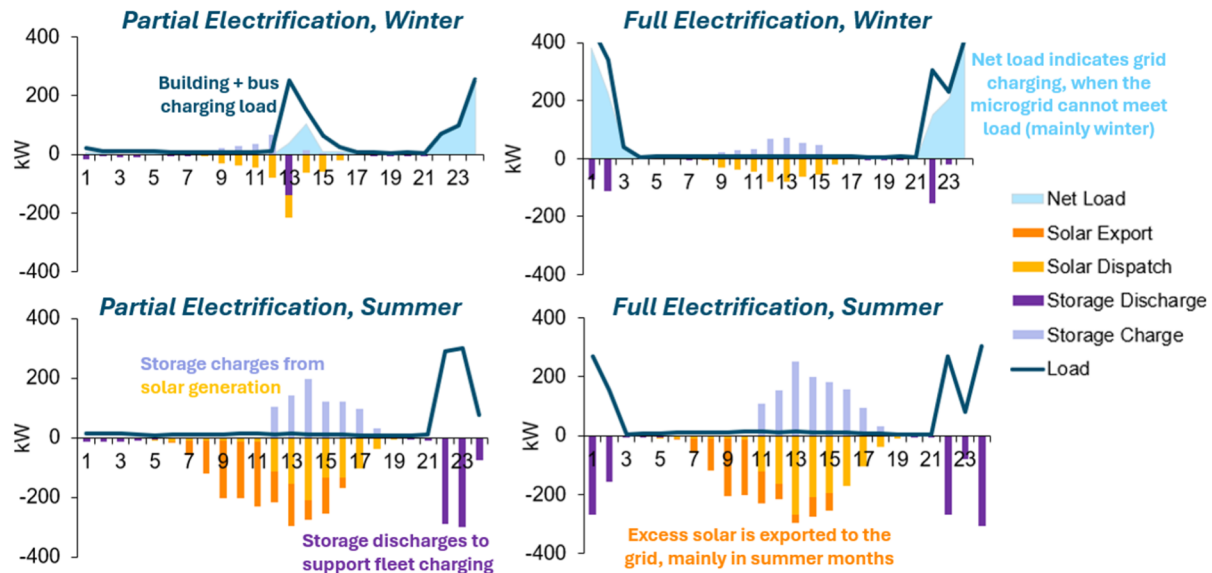 Partial Electrification, Winter
400
200
0
-200
-400
kW
Building + bus
charging load
1 3 5 7 9 11 13 15 17 19 21 23
Full Electrification, Winter
400
200
0
-200
-400
kW
1 3 5 7 9 11 13 15 17 19 21 23
Net load indicates grid
charging, when the
microgrid cannot meet
load (mainly winter)
Net Load
Solar Export
Solar Dispatch
Storage Discharge
Storage Charge
Load
Partial Electrification, Summer
400
200
0
-200
-400
kW
Storage charges from
solar generation
1 3 5 7 9 11 13 15 17 19 21 23
Storage discharges to
support fleet charging
Full Electrification, Summer
400
200
0
-200
-400
kW
1 3 5 7 9 11 13 15 17 19 21 23
Excess solar is exported to the
grid, mainly in summer months